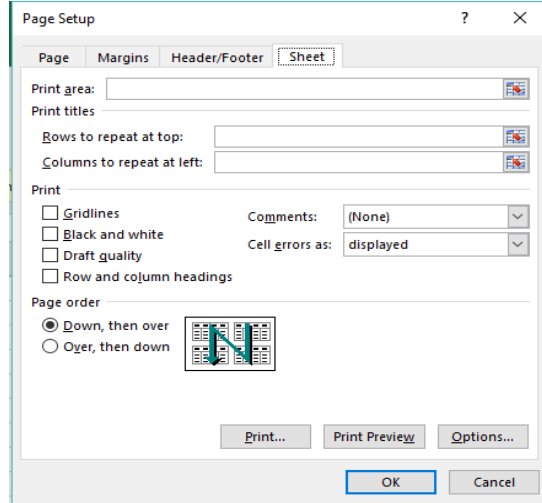 Page Setup
Page Margins Header/Footer Sheet
Print area:
Print titles
Rows to repeat at top:
Columns to repeat at left:
Print
Gridlines
Black and white
Draft quality
Row and column headings
Comments: (None)
Cell errors as: displayed
Page order
Down, then over
Over, then down
Print... Print Preview Options...
OK Cancel